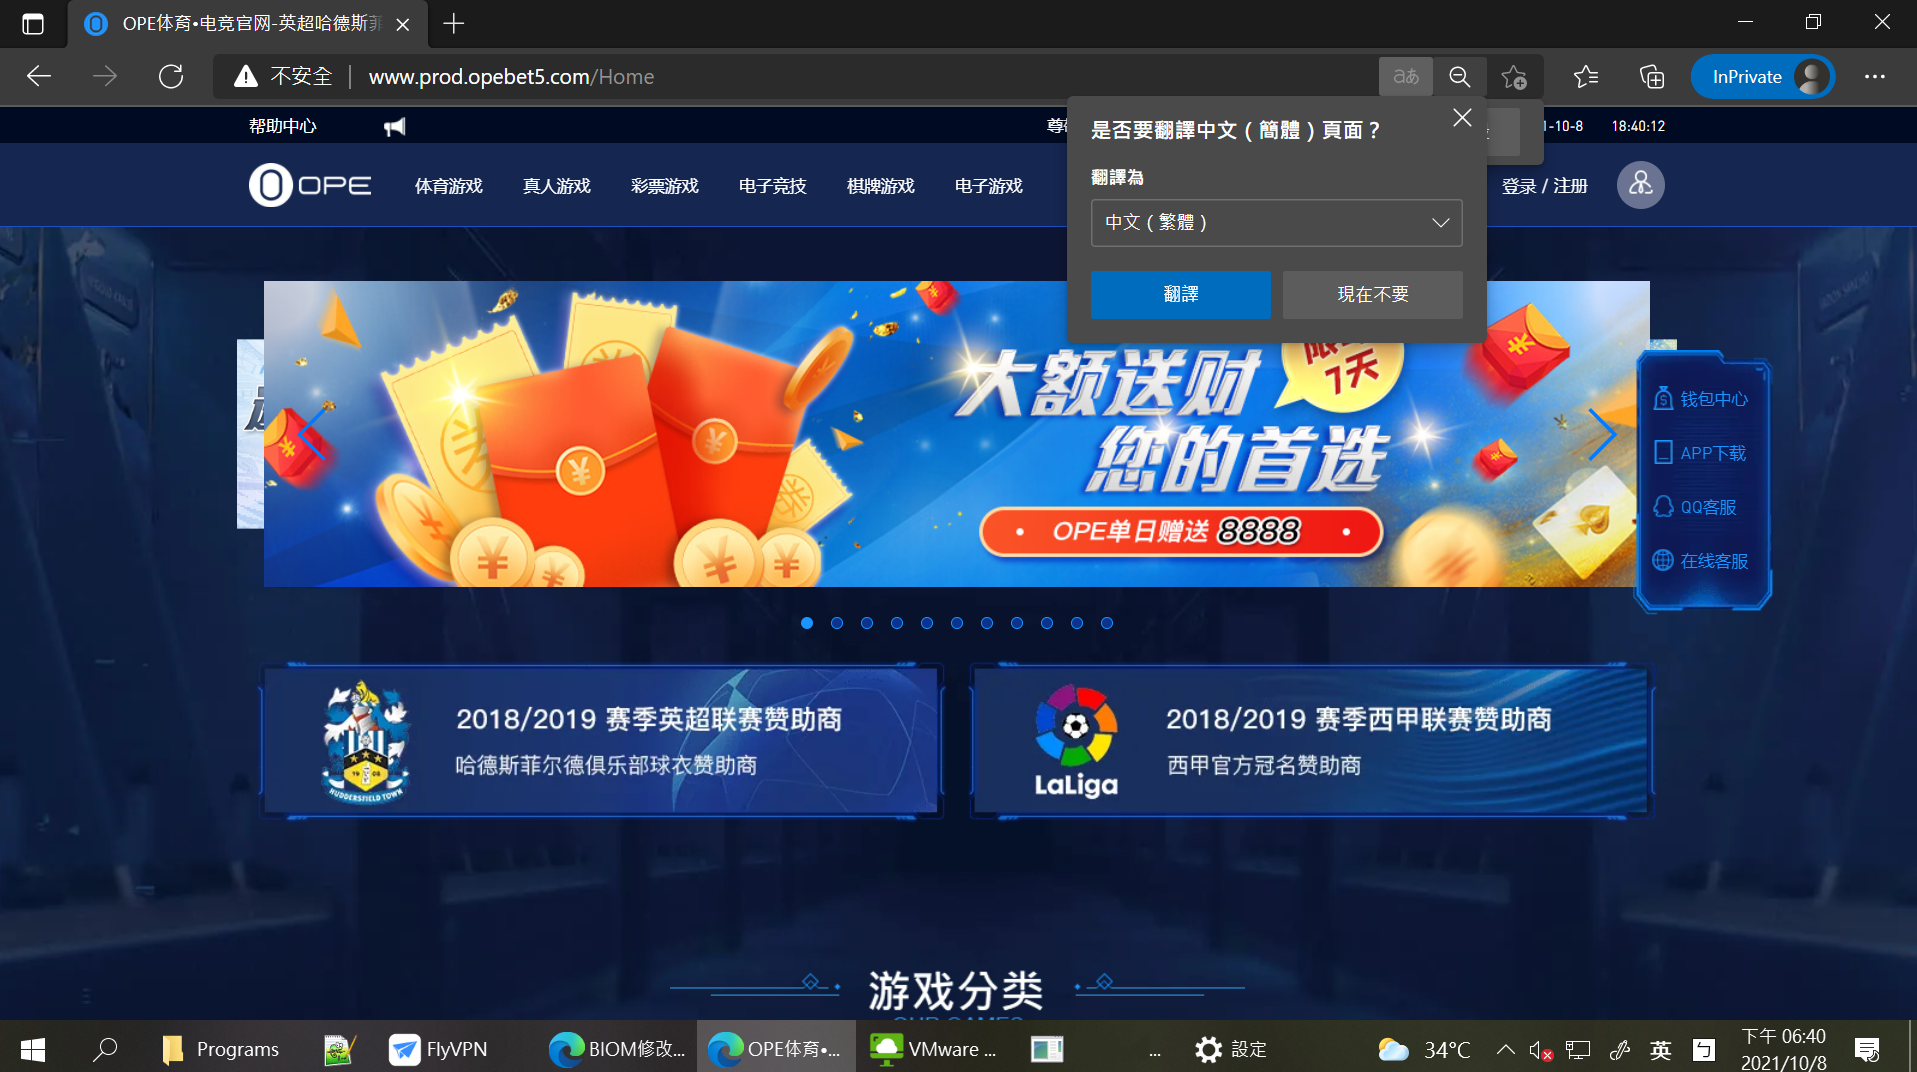 OPE体育•电竞官网-英超哈德斯菲
不安全
www.prod.opebet5.com/Home
aあ
InPrivate
帮助中心
尊
1-10-8
18:40:12
OPE
体育游戏
真人游戏
彩票游戏
电子竞技
棋牌游戏
电子游戏
登录 / 注册
是否要翻譯中文（簡體）頁面？
翻譯為
中文（繁體）
翻譯
現在不要
大额送财
您的首选
7天
OPE单日赠送 8888
钱包中心
APP下载
QQ客服
在线客服
2018/2019 赛季英超联赛赞助商
哈德斯菲尔德俱乐部球衣赞助商
HUDDERSFIELD TOWN
2018/2019 赛季西甲联赛赞助商
西甲官方冠名赞助商
LaLiga
游戏分类
OUR GAMES
Programs
FlyVPN
BIOM修改...
OPE体育•...
VMware ...
...
設定
34°C
英
ㄅ
下午 06:40
2021/10/8